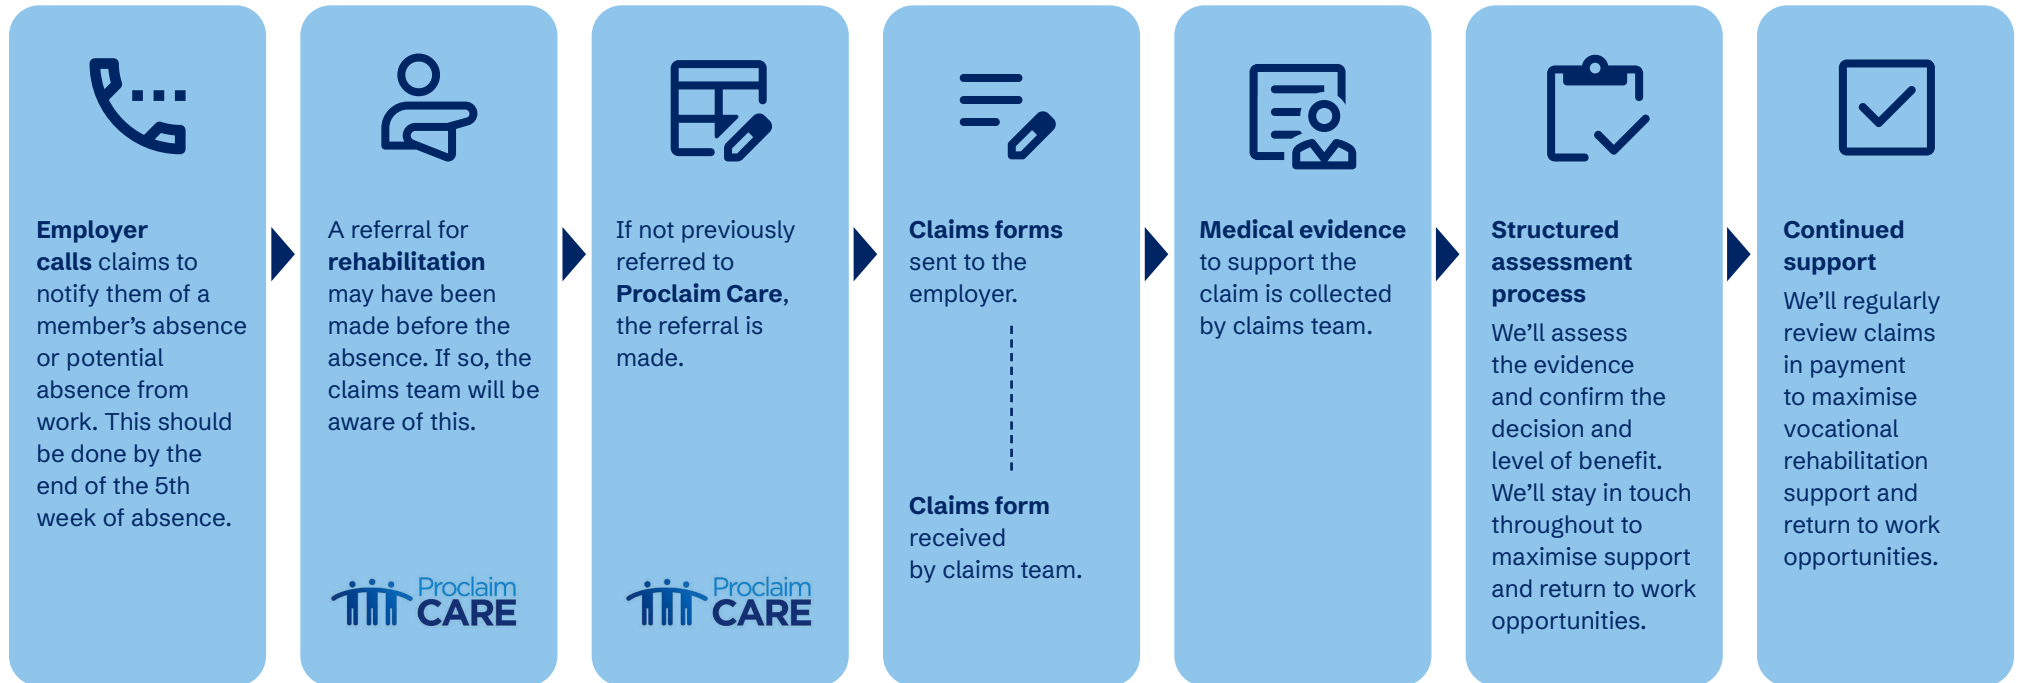 Employer
calls claims to
notify them of a
member’s absence
or potential
absence from
work. This should
be done by the
end of the 5th
week of absence.
A referral for
rehabilitation
may have been
made before the
absence. If so, the
claims team will be
aware of this.
Proclaim
CARE
If not previously
referred to
Proclaim Care,
the referral is
made.
Proclaim
CARE
Claims forms
sent to the
employer.
Claims form
received
by claims team.
Medical evidence
to support the
claim is collected
by claims team.
Structured
assessment
process
We’ll assess
the evidence
and confirm the
decision and
level of benefit.
We’ll stay in touch
throughout to
maximise support
and return to work
opportunities.
Continued
support
We’ll regularly
review claims
in payment
to maximise
vocational
rehabilitation
support and
return to work
opportunities.